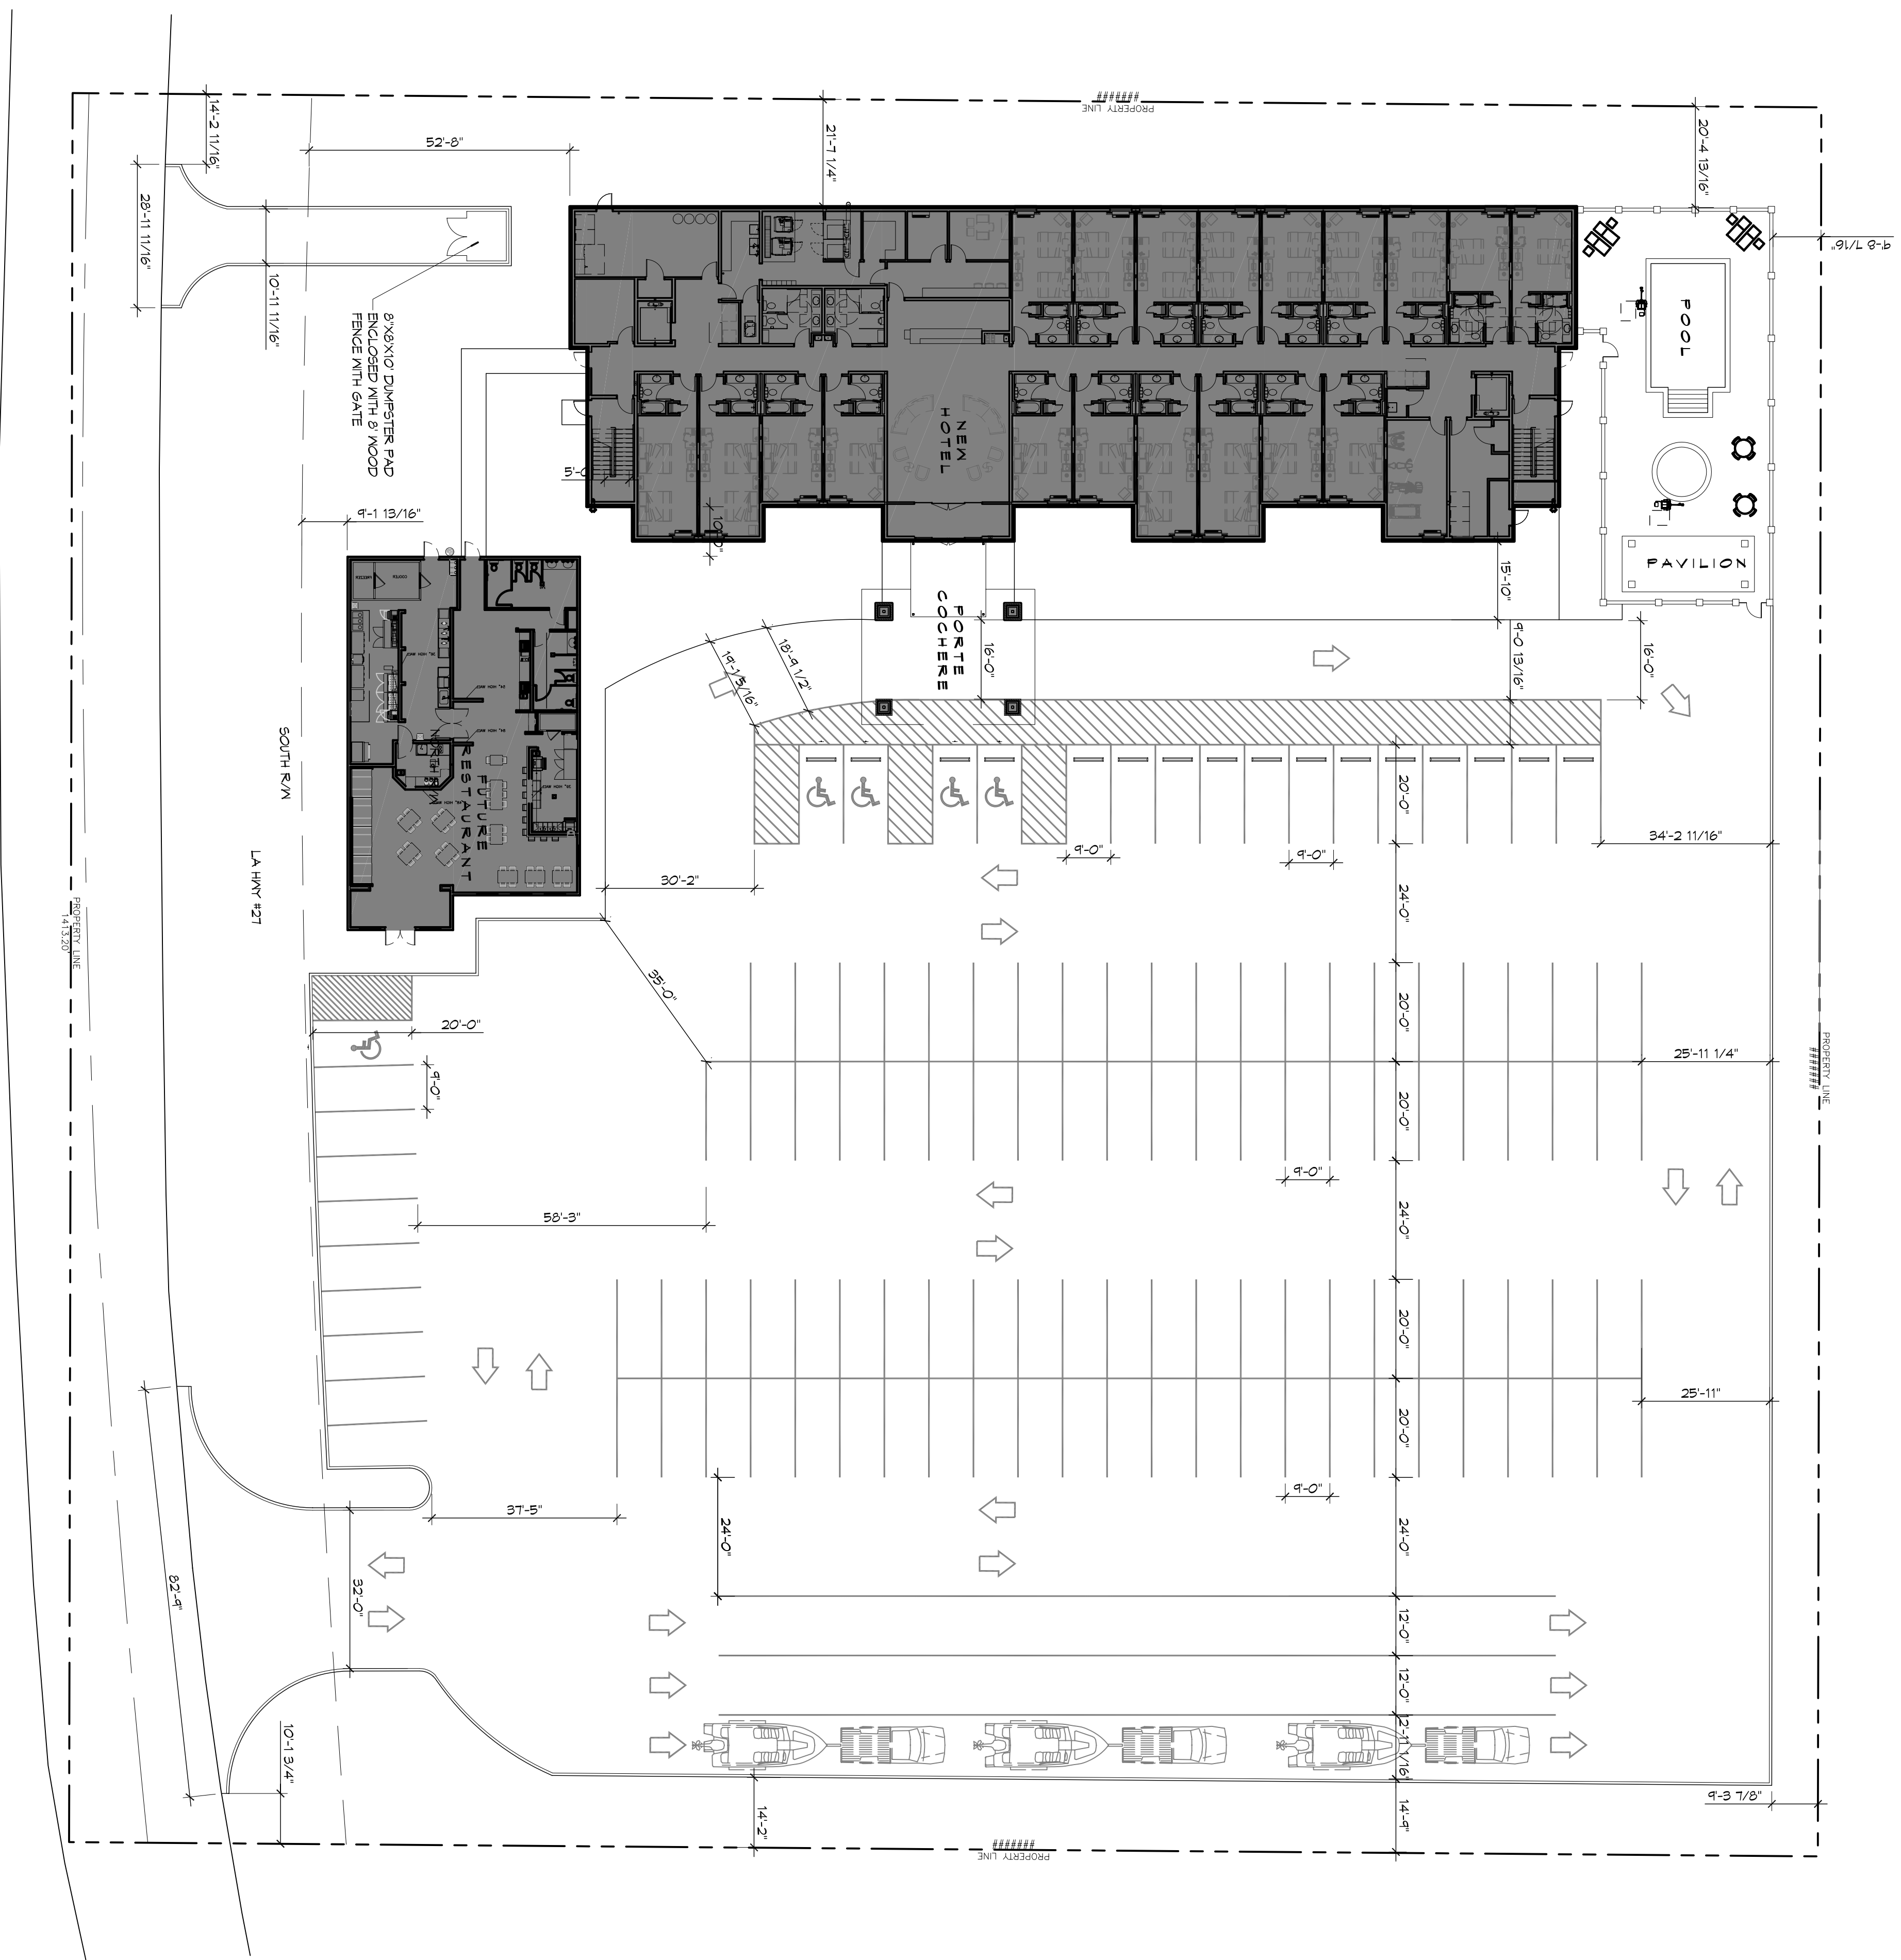 #######
PROPERTY LINE
14'-2 11/16"
52'-8"
21'-7 1/4"
20'-4 13/16"
28'-11 11/16"
10'-11 11/16"
9'-8 7/16"
8"X8'X10' DUMPSTER PAD
ENCLOSED WITH 8' WOOD
FENCE WITH GATE
POOL
NEW
HOTEL
PAVILION
9'-1 13/16"
15'-10"
PORTE
COCHERE
16'-0"
9'-0 13/16"
16'-0"
18'-9 1/2"
COOLER
SOUTH R/W
FUTURE
RESTAURANT
LA HWY #27
PROPERTY LINE
1413.20'
20'-0"
34'-2 11/16"
9'-0"
9'-0"
30'-2"
24'-0"
35'-0"
20'-0"
20'-0"
9'-0"
25'-11 1/4"
PROPERTY LINE
#######
20'-0"
9'-0"
58'-3"
24'-0"
20'-0"
25'-11"
20'-0"
9'-0"
37'-5"
24'-0"
24'-0"
82'-9"
32'-0"
12'-0"
12'-0"
12'-11 1/16"
10'-1 3/4"
14'-2"
14'-9"
9'-3 7/8"
#######
PROPERTY LINE